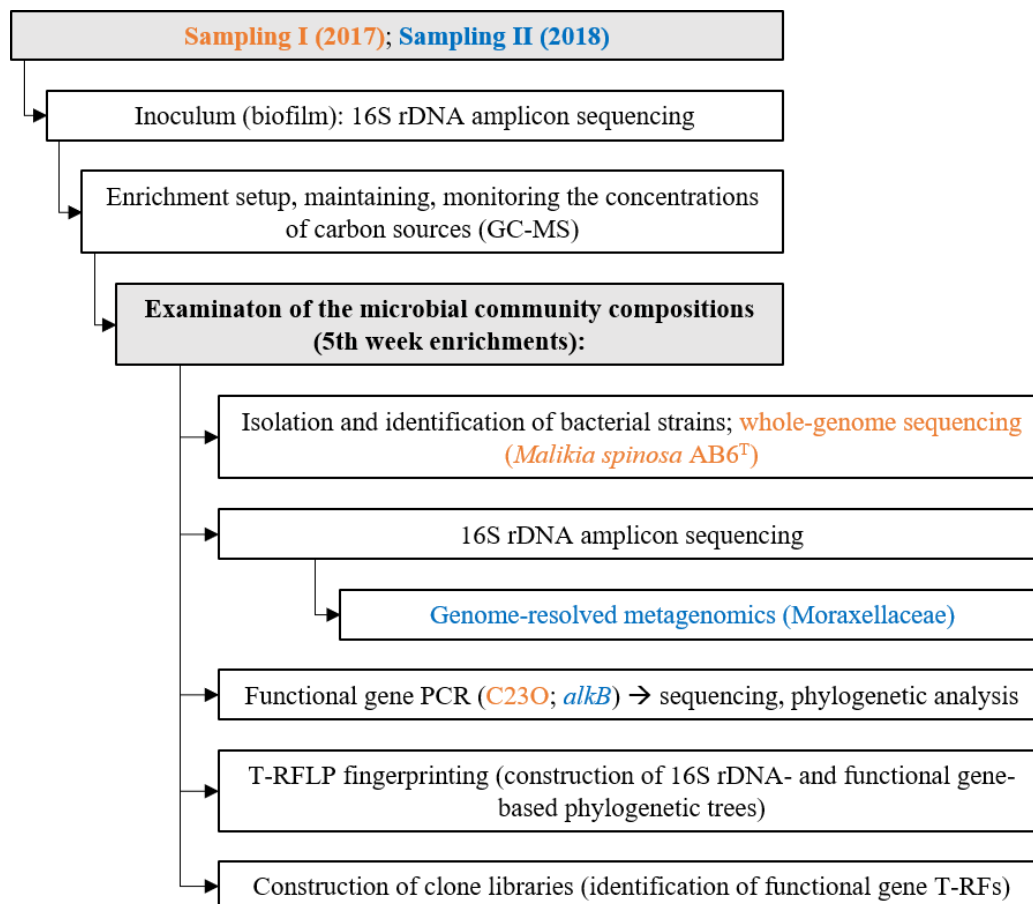 Sampling I (2017); Sampling II (2018)
Inoculum (biofilm): 16S rDNA amplicon sequencing
Enrichment setup, maintaining, monitoring the concentrations
of carbon sources (GC-MS)
Examinaton of the microbial community compositions
(5th week enrichments):
Isolation and identification of bacterial strains; whole-genome sequencing
(Malikia spinosa AB6ᵀ)
16S rDNA amplicon sequencing
Genome-resolved metagenomics (Moraxellaceae)
Functional gene PCR (C23O; alkB) → sequencing, phylogenetic analysis
T-RFLP fingerprinting (construction of 16S rDNA- and functional gene-
based phylogenetic trees)
Construction of clone libraries (identification of functional gene T-RFs)